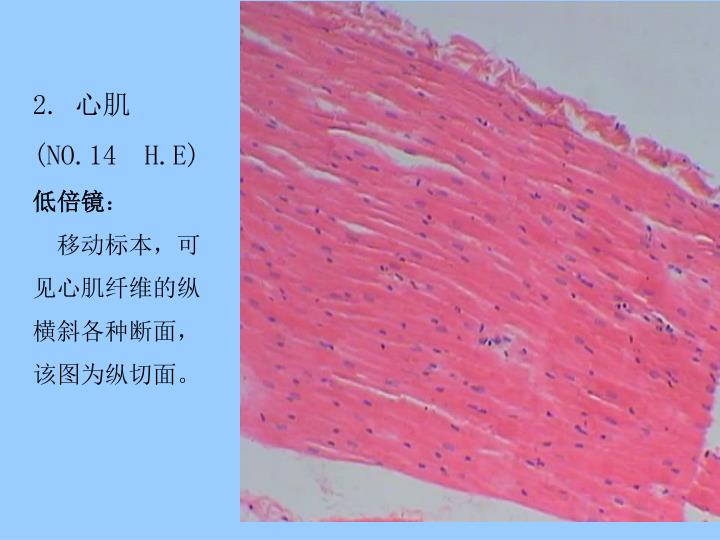 2. 心肌
(NO.14 H.E)
低倍镜：
移动标本，可
见心肌纤维的纵
横斜各种断面，
该图为纵切面。